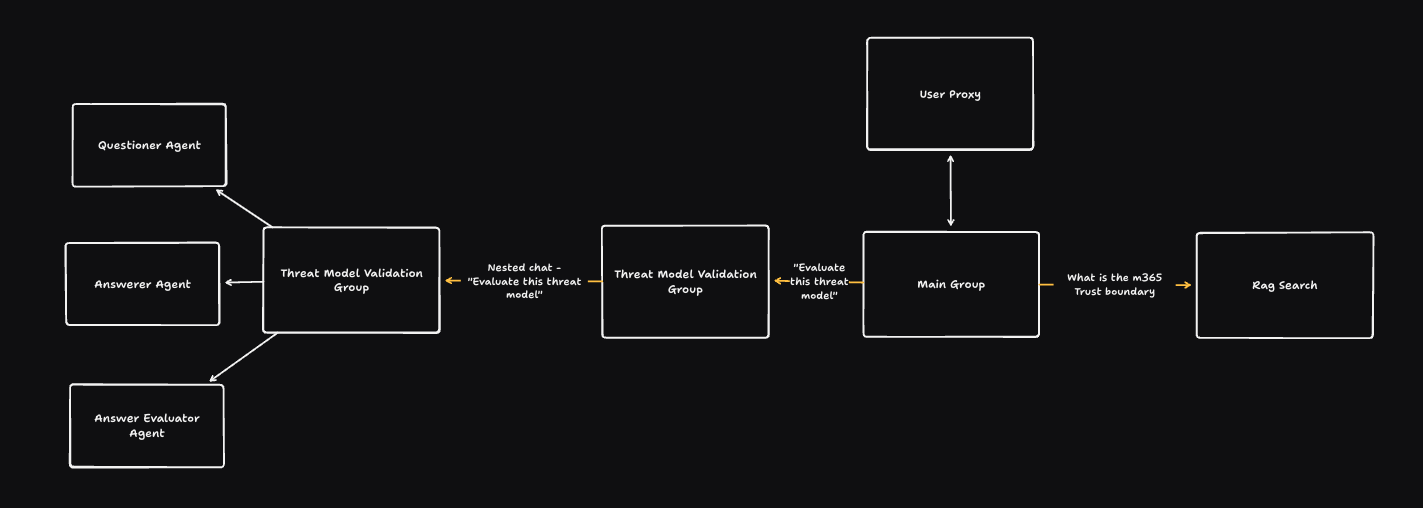 User Proxy
Questioner Agent
Answerer Agent
Answer Evaluator
Agent
Threat Model Validation
Group
Nested chat -
"Evaluate this threat
model"
Threat Model Validation
Group
"Evaluate
this threat
model"
Main Group
What is the m365
Trust boundary
Rag Search